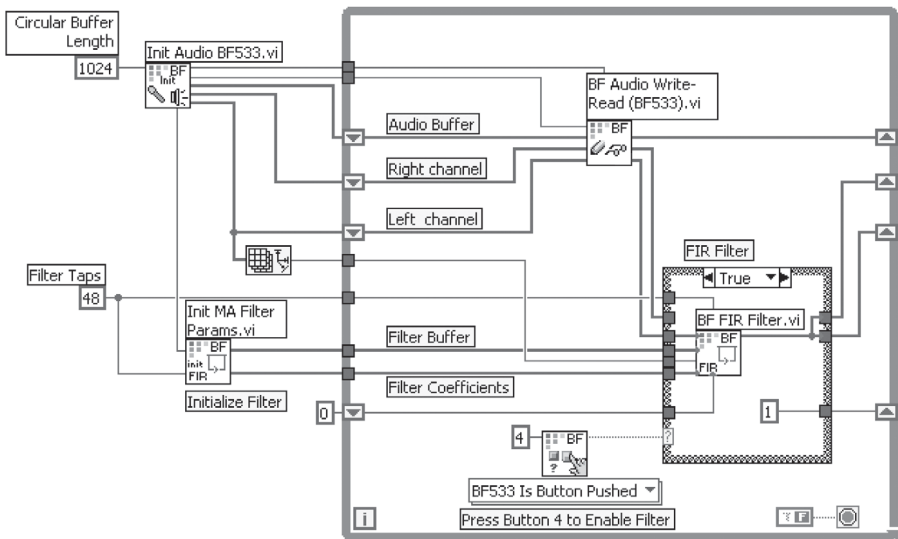 Circular Buffer
Length
1024
Init Audio BF533.vi
BF
Init
BF Audio Write-
Read (BF533).vi
BF
Audio Buffer
Right channel
Left channel
FIR Filter
True
Filter Taps
48
Init MA Filter
Params.vi
BF
init
FIR
Initialize Filter
Filter Buffer
Filter Coefficients
BF FIR Filter.vi
BF
FIR
0
1
4
BF
?
?
BF533 Is Button Pushed
Press Button 4 to Enable Filter
i
F